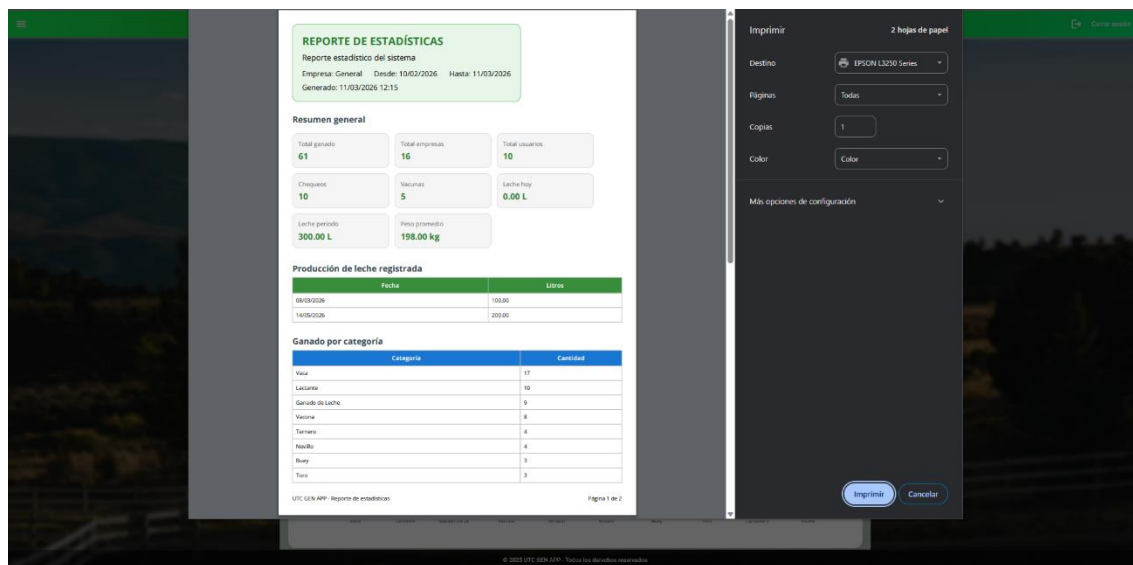 REPORTE DE ESTADÍSTICAS
Reporte estadístico del sistema
Empresa: General Desde: 10/02/2026 Hasta: 11/03/2026
Generado: 11/03/2026 12:15
Resumen general
Total ganado Total empresas Total usuarios
61 16 10
Chequeos Vacunas Leche hoy
10 5 0.00 L
Leche periodo Peso promedio
300.00 L 198.00 kg
Producción de leche registrada
Fecha Litros
08/03/2026 100.00
14/05/2026 200.00
Ganado por categoría
Categoría Cantidad
Vaca 17
Lactante 10
Ganado de Leche 9
Vacona 8
Ternero 4
Novillo 4
Buey 3
Toro 3
UTC GEN APP - Reporte de estadísticas Página 1 de 2
Imprimir 2 hojas de papel
Destino EPSON L3250 Series
Páginas Todas
Copias 1
Color Color
Más opciones de configuración
Imprimir Cancelar
Cerrar sesión
© 2025 UTC GEN APP - Todos los derechos reservados